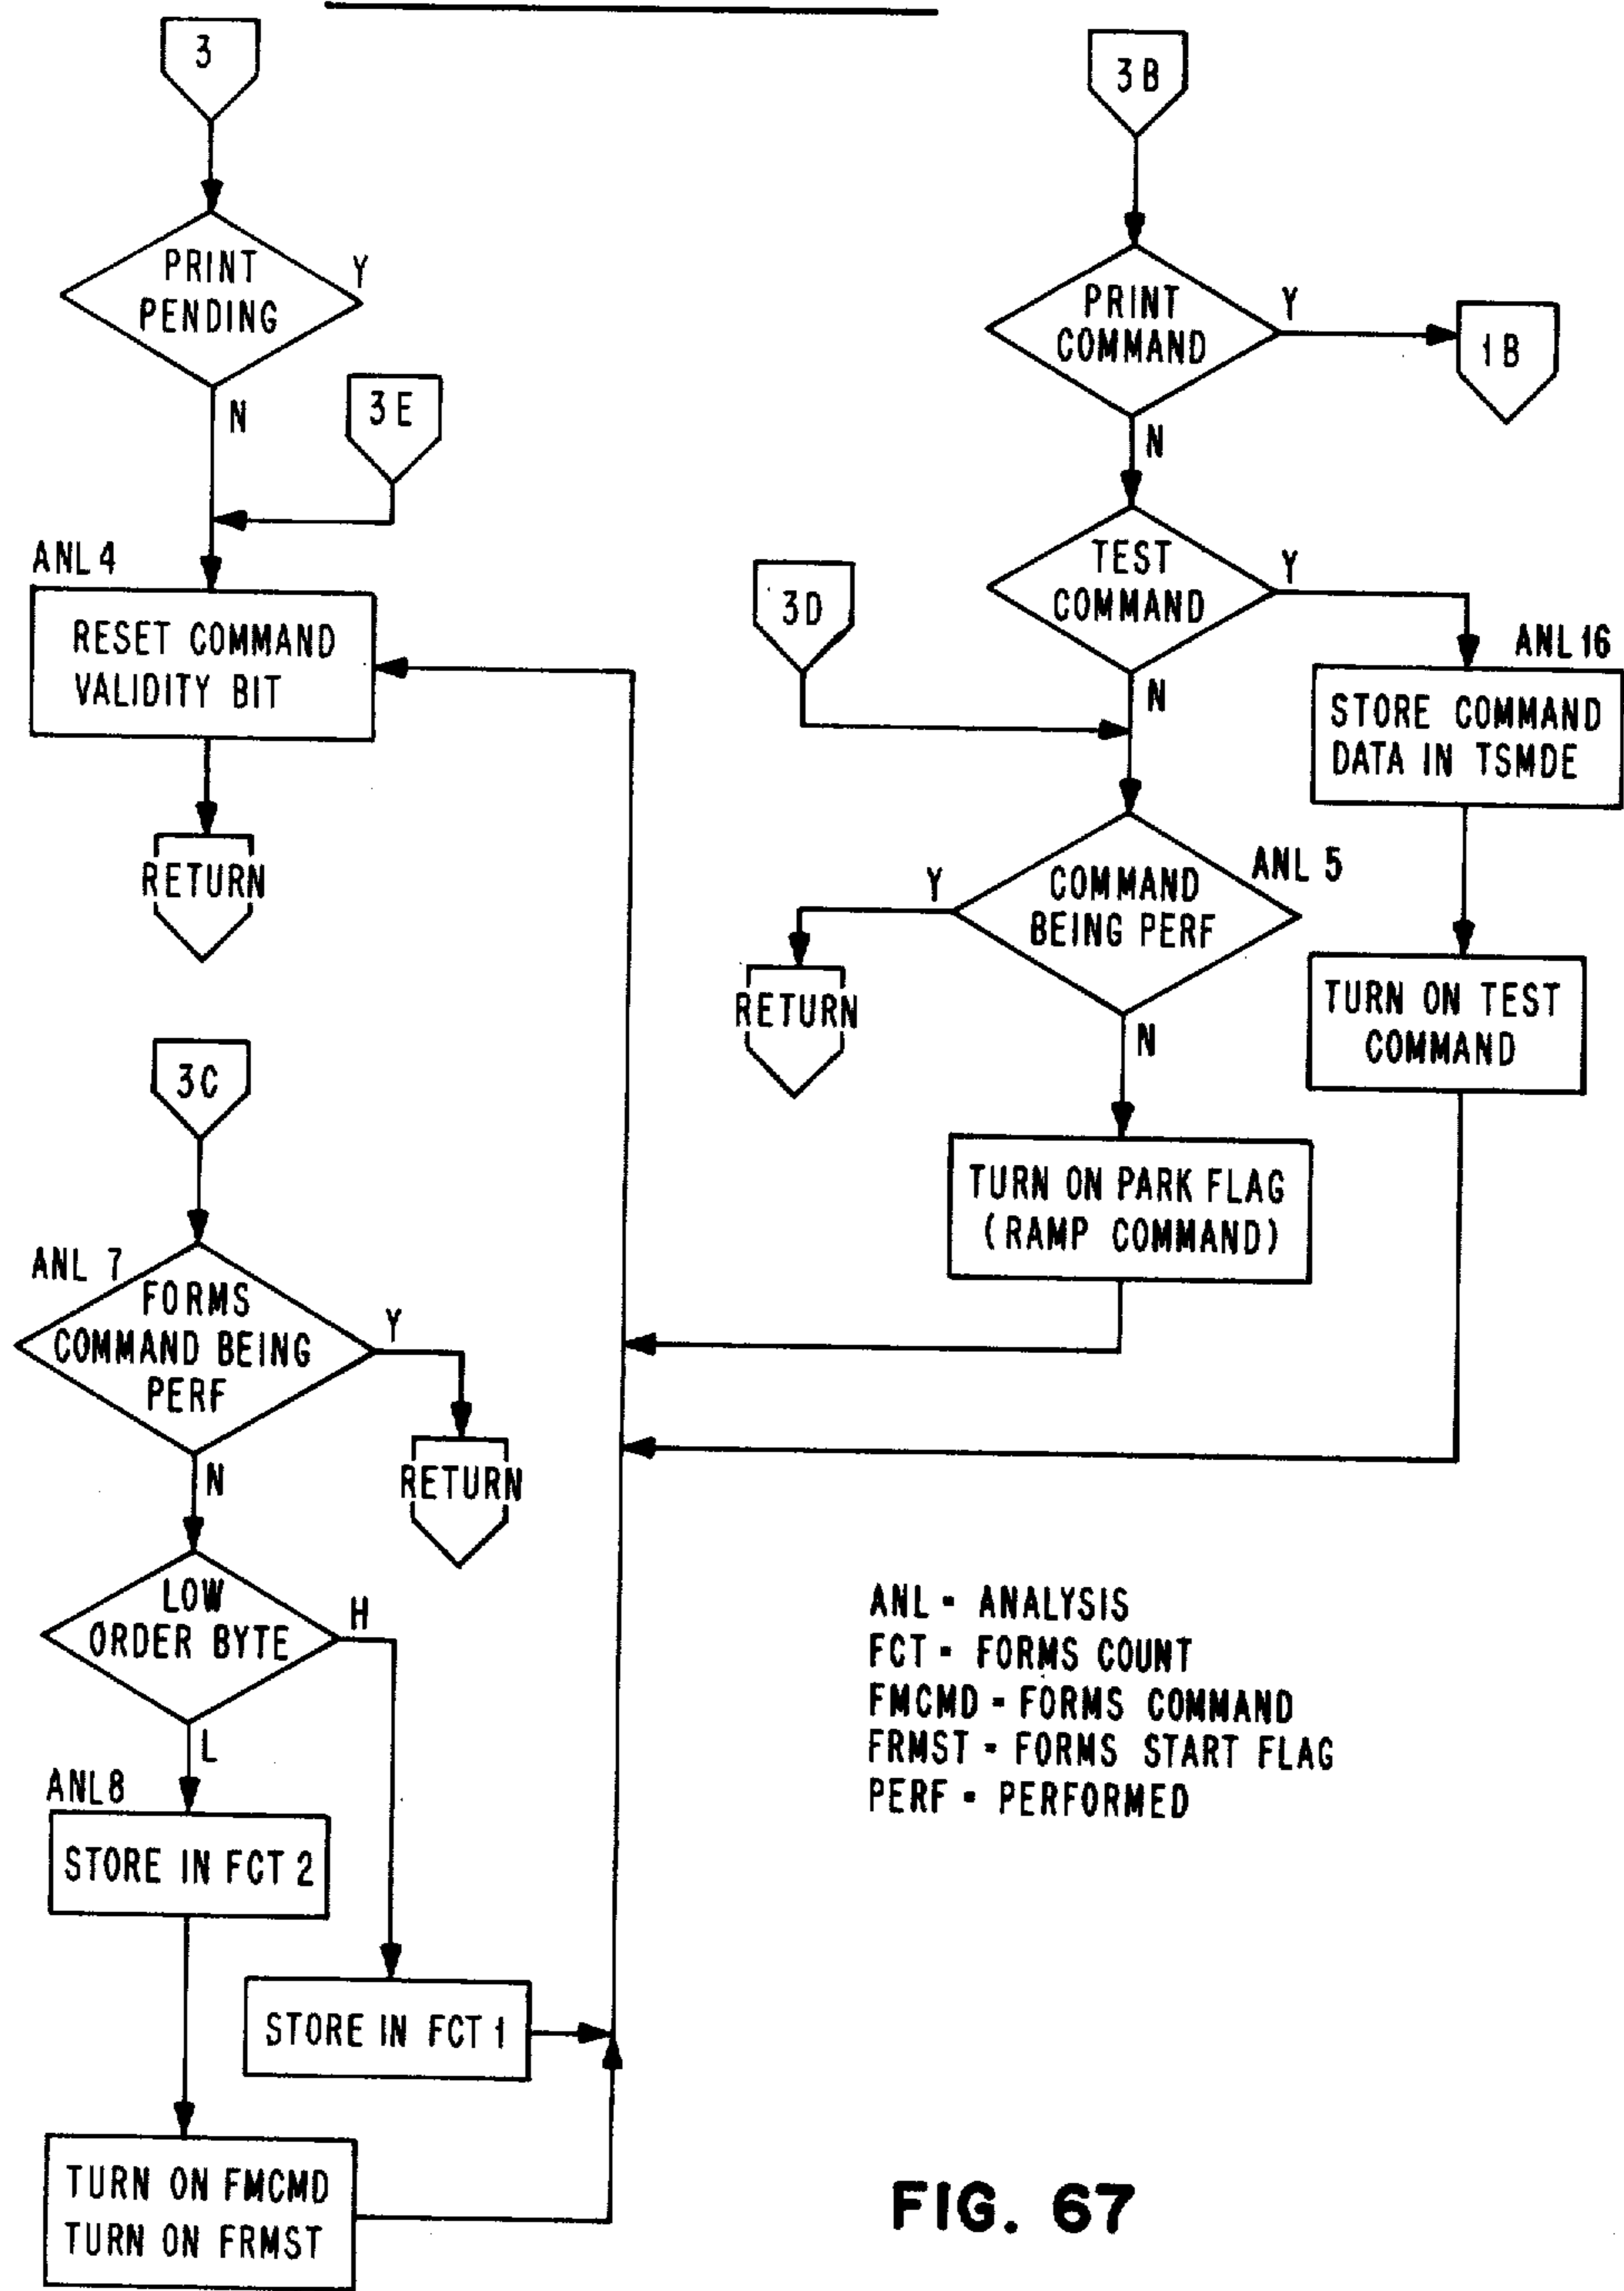 3
PRINT
PENDING
Y
N
3E
ANL 4
RESET COMMAND
VALIDITY BIT
RETURN
3C
ANL 7
FORMS
COMMAND BEING
PERF
Y
N
RETURN
LOW
ORDER BYTE
H
L
ANL8
STORE IN FCT 2
STORE IN FCT 1
TURN ON FMCMD
TURN ON FRMST
3B
PRINT
COMMAND
Y
1B
N
TEST
COMMAND
Y
N
3D
ANL 16
STORE COMMAND
DATA IN TSMDE
TURN ON TEST
COMMAND
ANL 5
COMMAND
BEING PERF
Y
RETURN
N
TURN ON PARK FLAG
(RAMP COMMAND)
ANL = ANALYSIS
FCT = FORMS COUNT
FMCMD = FORMS COMMAND
FRMST = FORMS START FLAG
PERF = PERFORMED
FIG. 67